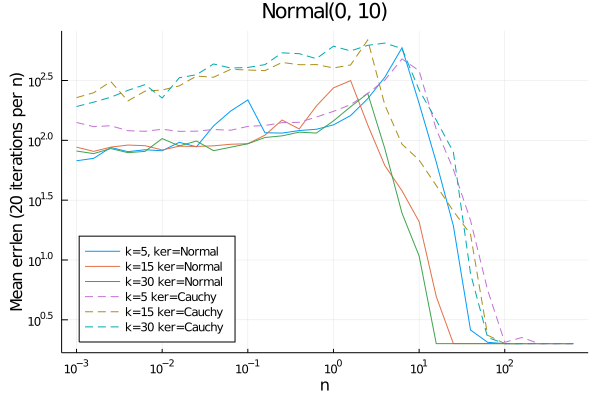 Normal(0, 10)
Mean errlen (20 iterations per n)
10^2.5
10^2.0
10^1.5
10^1.0
10^0.5
k=5, ker=Normal
k=15 ker=Normal
k=30 ker=Normal
k=5 ker=Cauchy
k=15 ker=Cauchy
k=30 ker=Cauchy
10^−3 10^−2 10^−1 10^0 10^1 10^2
n